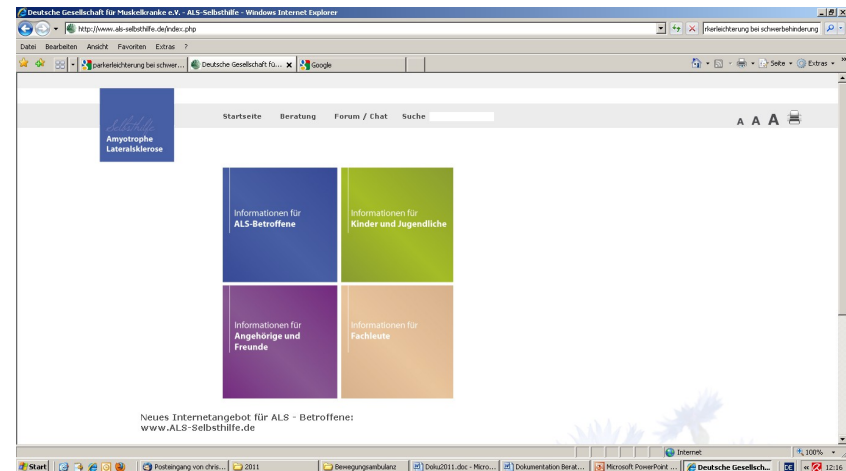 Deutsche Gesellschaft für Muskelkranke e.V. - ALS-Selbsthilfe - Windows Internet Explorer
http://www.als-selbsthilfe.de/index.php
rkerleichterung bei schwerbehinderung
Datei Bearbeiten Ansicht Favoriten Extras ?
parkerleichterung bei schwer... Deutsche Gesellschaft fü... Google Seite Extras
Startseite Beratung Forum / Chat Suche
A A A
Selbsthilfe
Amyotrophe
Lateralsklerose
Informationen für
ALS-Betroffene
Informationen für
Kinder und Jugendliche
Informationen für
Angehörige und
Freunde
Informationen für
Fachleute
Neues Internetangebot für ALS - Betroffene:
www.ALS-Selbsthilfe.de
Internet 100%
Start Posteingang von chris... 2011 Bewegungsambulanz Doku2011.doc - Micro... Dokumentation Berat... Microsoft PowerPoint ... Deutsche Gesellsch... DE 12:16